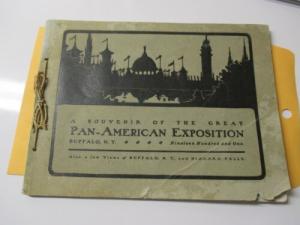 A SOUVENIR OF THE GREAT
PAN-AMERICAN EXPOSITION
BUFFALO, N.Y. Nineteen Hundred and One
Also a few Views of BUFFALO, N.Y. and NIAGARA FALLS.